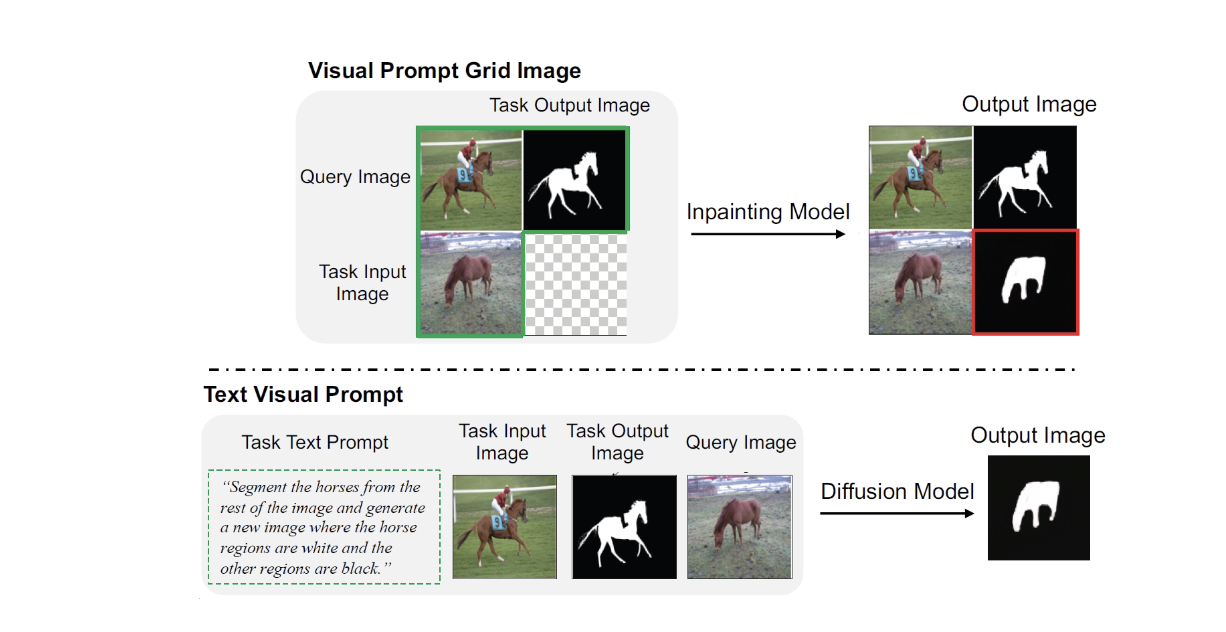 Visual Prompt Grid Image
Task Output Image
Output Image
Query Image
Inpainting Model
Task Input
Image
9
9
Text Visual Prompt
Task Text Prompt
Task Input
Image
Task Output
Image
Query Image
Output Image
“Segment the horses from the
rest of the image and generate
a new image where the horse
regions are white and the
other regions are black.”
9
Diffusion Model